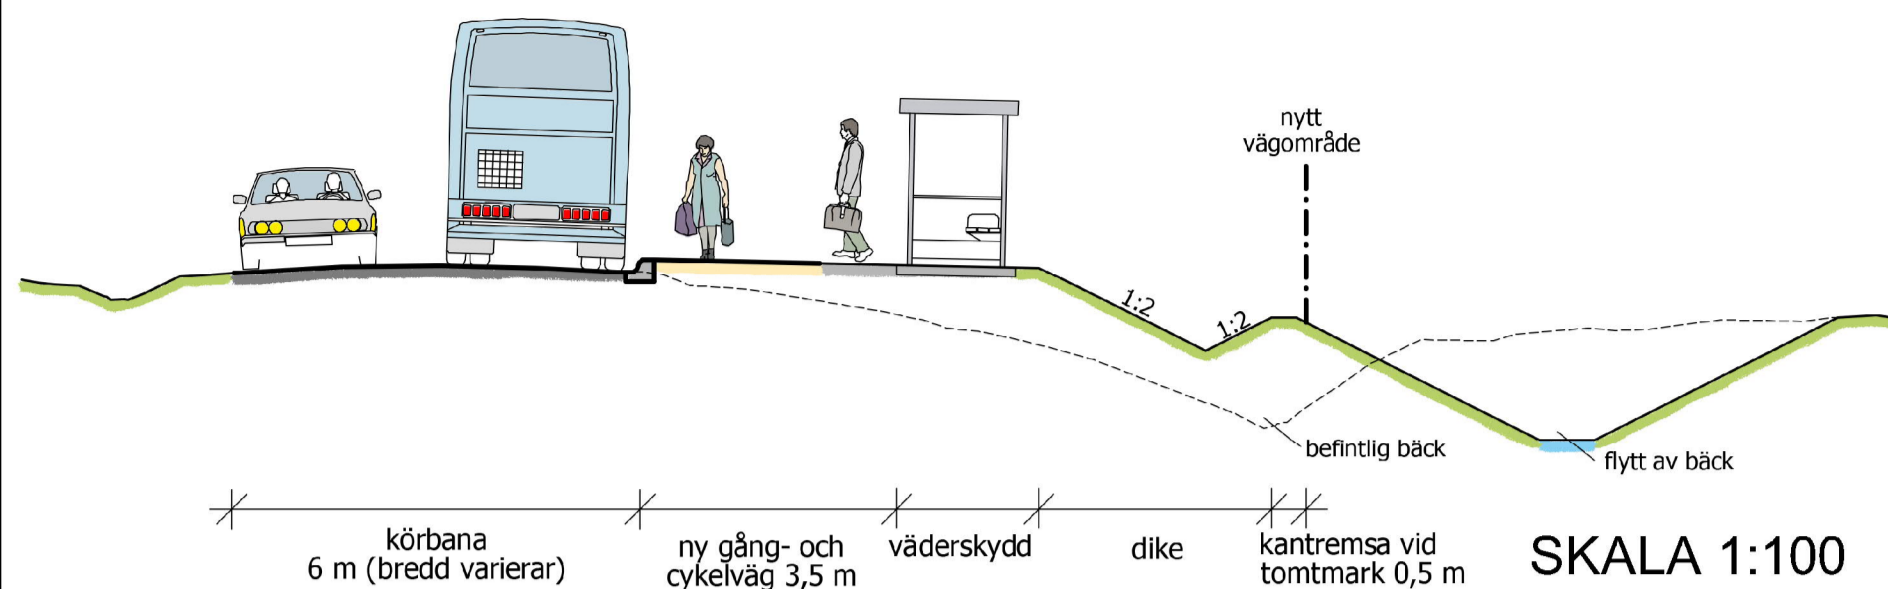 nytt
vägområde
1:2
1:2
befintlig bäck
flytt av bäck
körbana
6 m (bredd varierar)
ny gång- och
cykelväg 3,5 m
väderskydd
dike
kantremsa vid
tomtmark 0,5 m
SKALA 1:100